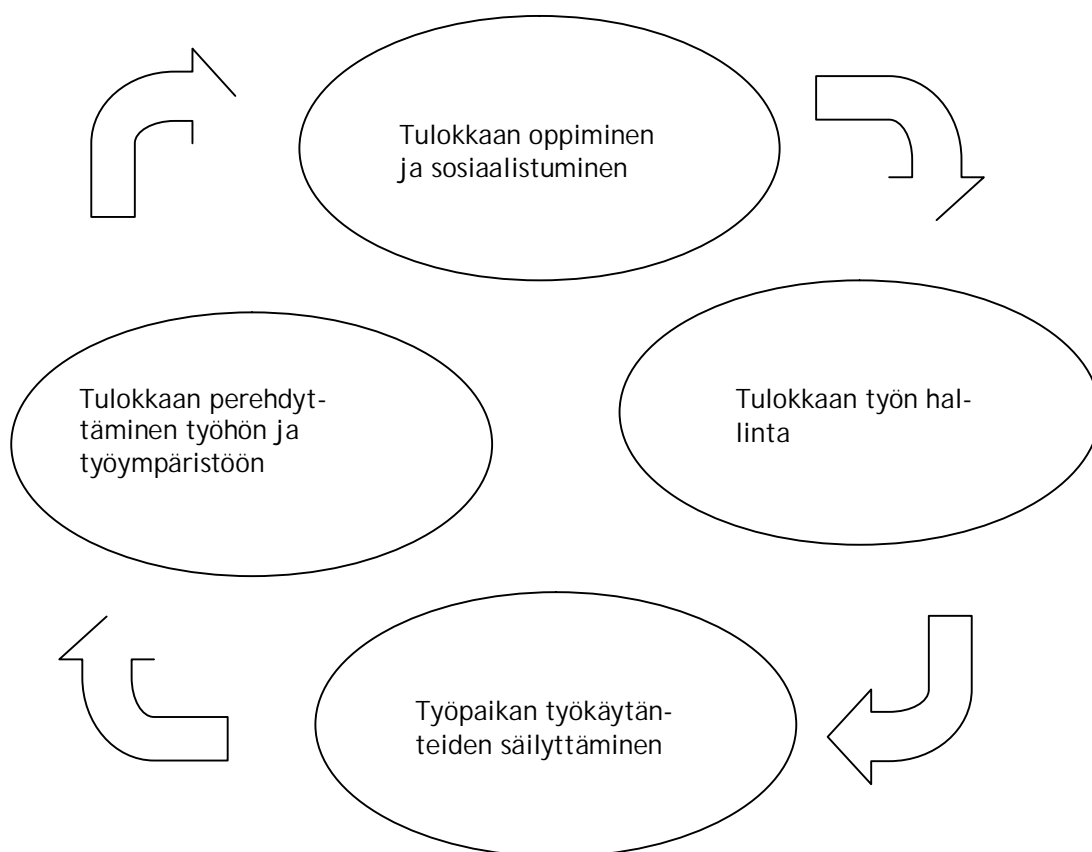 Tulokkaan oppiminen
ja sosiaalistuminen
Tulokkaan perehdyt-
täminen työhön ja
työympäristöön
Tulokkaan työn hal-
linta
Työpaikan työkäytän-
teiden säilyttäminen